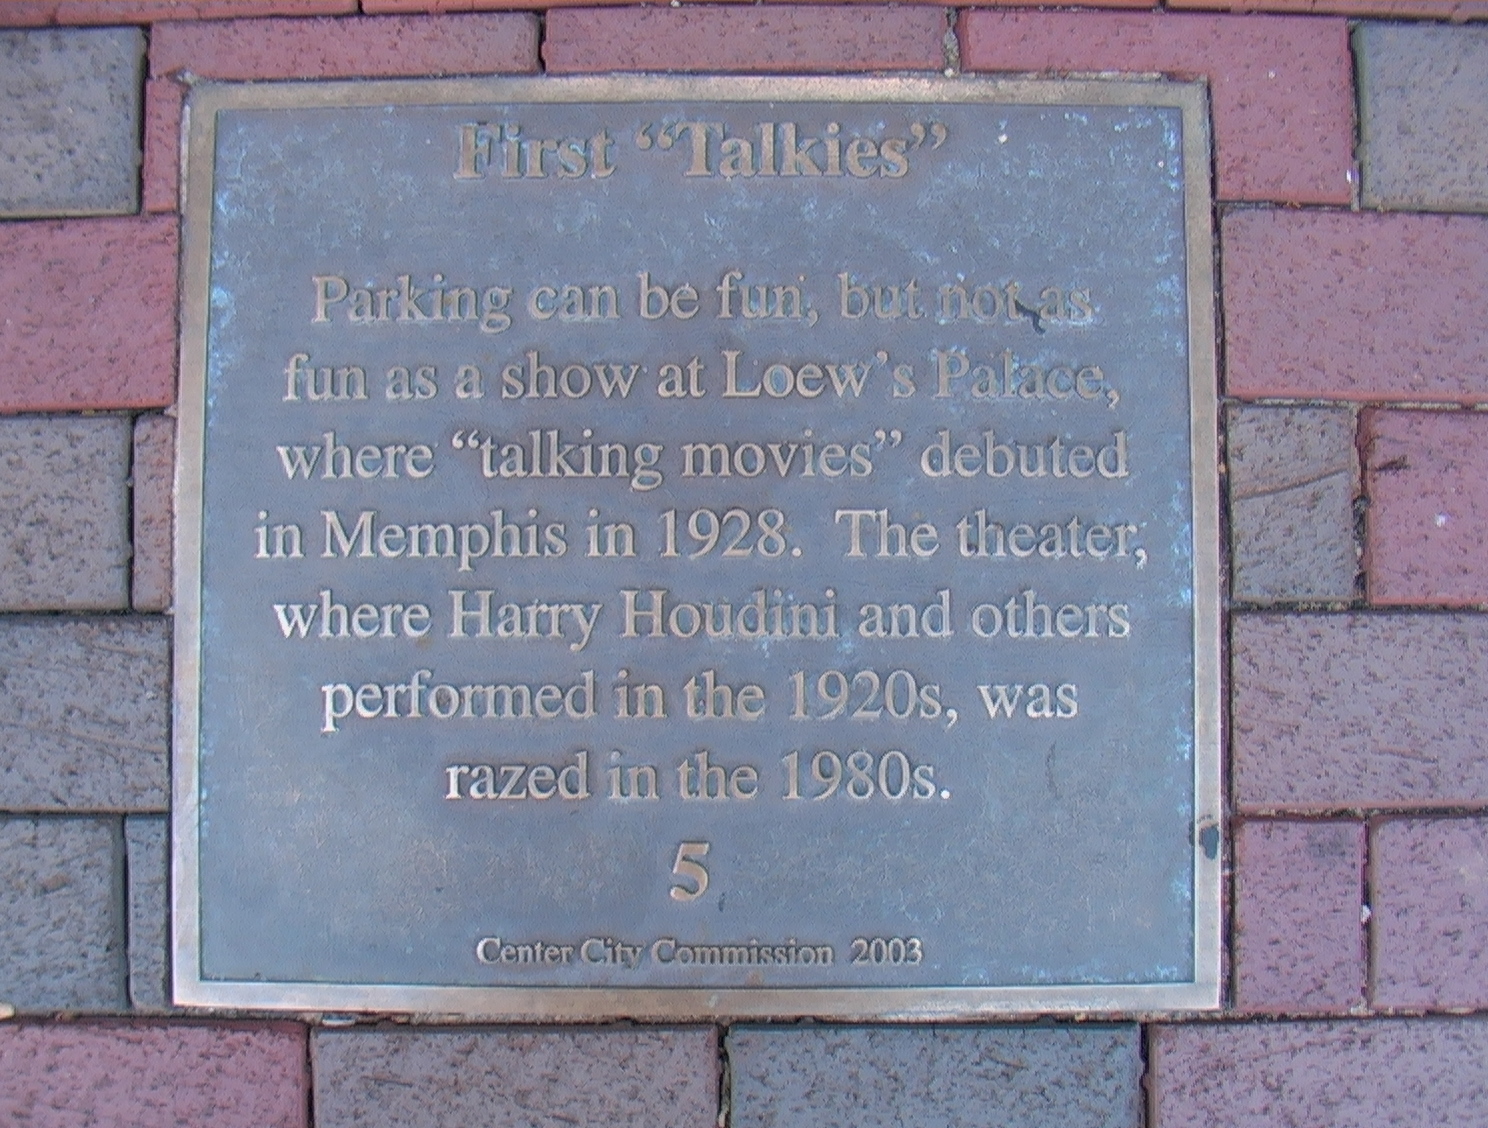 First “Talkies”
Parking can be fun, but not as
fun as a show at Loew’s Palace,
where “talking movies” debuted
in Memphis in 1928. The theater,
where Harry Houdini and others
performed in the 1920s, was
razed in the 1980s.
5
Center City Commission 2003